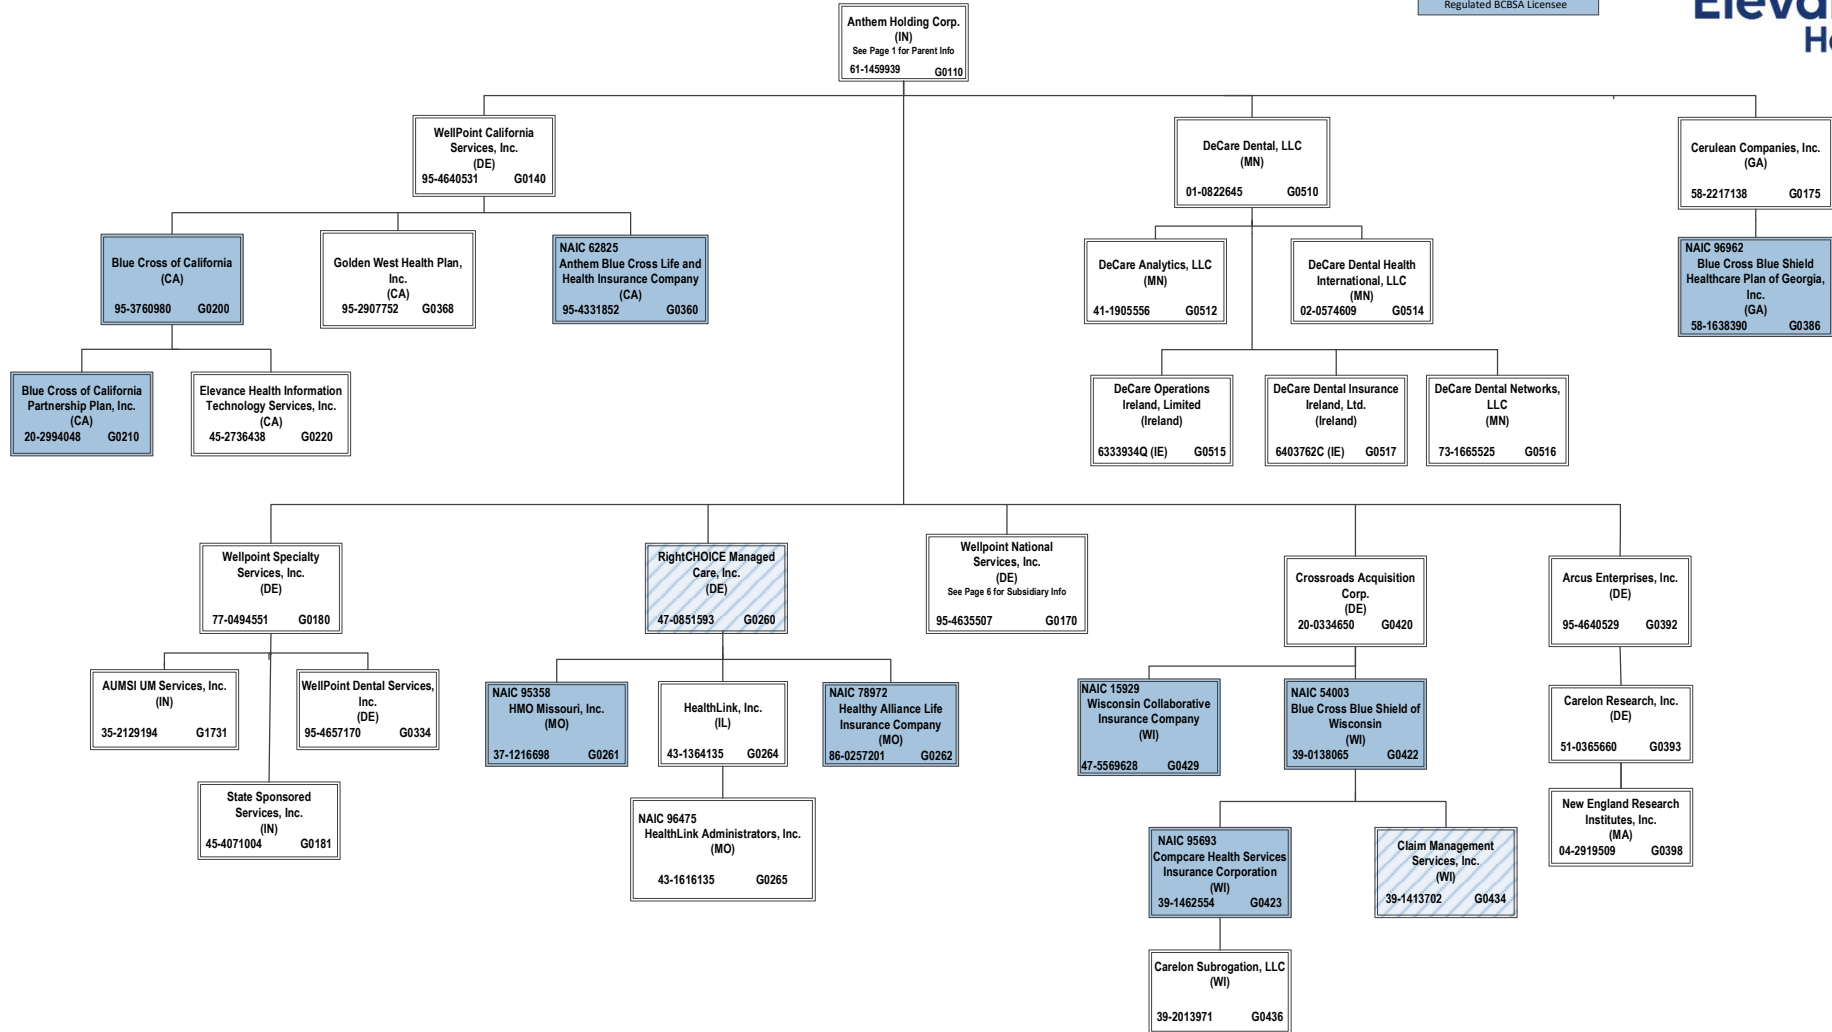 Regulated BCBSA Licensee
Anthem Holding Corp.
(IN)
See Page 1 for Parent Info
61-1459939 G0110
WellPoint California
Services, Inc.
(DE)
95-4640531 G0140
DeCare Dental, LLC
(MN)
01-0822645 G0510
Cerulean Companies, Inc.
(GA)
58-2217138 G0175
Blue Cross of California
(CA)
95-3760980 G0200
Golden West Health Plan,
Inc.
(CA)
95-2907752 G0368
NAIC 62825
Anthem Blue Cross Life and
Health Insurance Company
(CA)
95-4331852 G0360
DeCare Analytics, LLC
(MN)
41-1905556 G0512
DeCare Dental Health
International, LLC
(MN)
02-0574609 G0514
NAIC 96962
Blue Cross Blue Shield
Healthcare Plan of Georgia,
Inc.
(GA)
58-1638390 G0386
Blue Cross of California
Partnership Plan, Inc.
(CA)
20-2994048 G0210
Elevance Health Information
Technology Services, Inc.
(CA)
45-2736438 G0220
DeCare Operations
Ireland, Limited
(Ireland)
6333934Q (IE) G0515
DeCare Dental Insurance
Ireland, Ltd.
(Ireland)
6403762C (IE) G0517
DeCare Dental Networks,
LLC
(MN)
73-1665525 G0516
Wellpoint Specialty
Services, Inc.
(DE)
77-0494551 G0180
RightCHOICE Managed
Care, Inc.
(DE)
47-0851593 G0260
Wellpoint National
Services, Inc.
(DE)
See Page 6 for Subsidiary Info
95-4635507 G0170
Crossroads Acquisition
Corp.
(DE)
20-0334650 G0420
Arcus Enterprises, Inc.
(DE)
95-4640529 G0392
AUMSI UM Services, Inc.
(IN)
35-2129194 G1731
WellPoint Dental Services,
Inc.
(DE)
95-4657170 G0334
NAIC 95358
HMO Missouri, Inc.
(MO)
37-1216698 G0261
HealthLink, Inc.
(IL)
43-1364135 G0264
NAIC 78972
Healthy Alliance Life
Insurance Company
(MO)
86-0257201 G0262
NAIC 15929
Wisconsin Collaborative
Insurance Company
(WI)
47-5569628 G0429
NAIC 54003
Blue Cross Blue Shield of
Wisconsin
(WI)
39-0138065 G0422
Carelon Research, Inc.
(DE)
51-0365660 G0393
State Sponsored
Services, Inc.
(IN)
45-4071004 G0181
NAIC 96475
HealthLink Administrators, Inc.
(MO)
43-1616135 G0265
NAIC 95693
Compcare Health Services
Insurance Corporation
(WI)
39-1462554 G0423
Claim Management
Services, Inc.
(WI)
39-1413702 G0434
New England Research
Institutes, Inc.
(MA)
04-2919509 G0398
Carelon Subrogation, LLC
(WI)
39-2013971 G0436